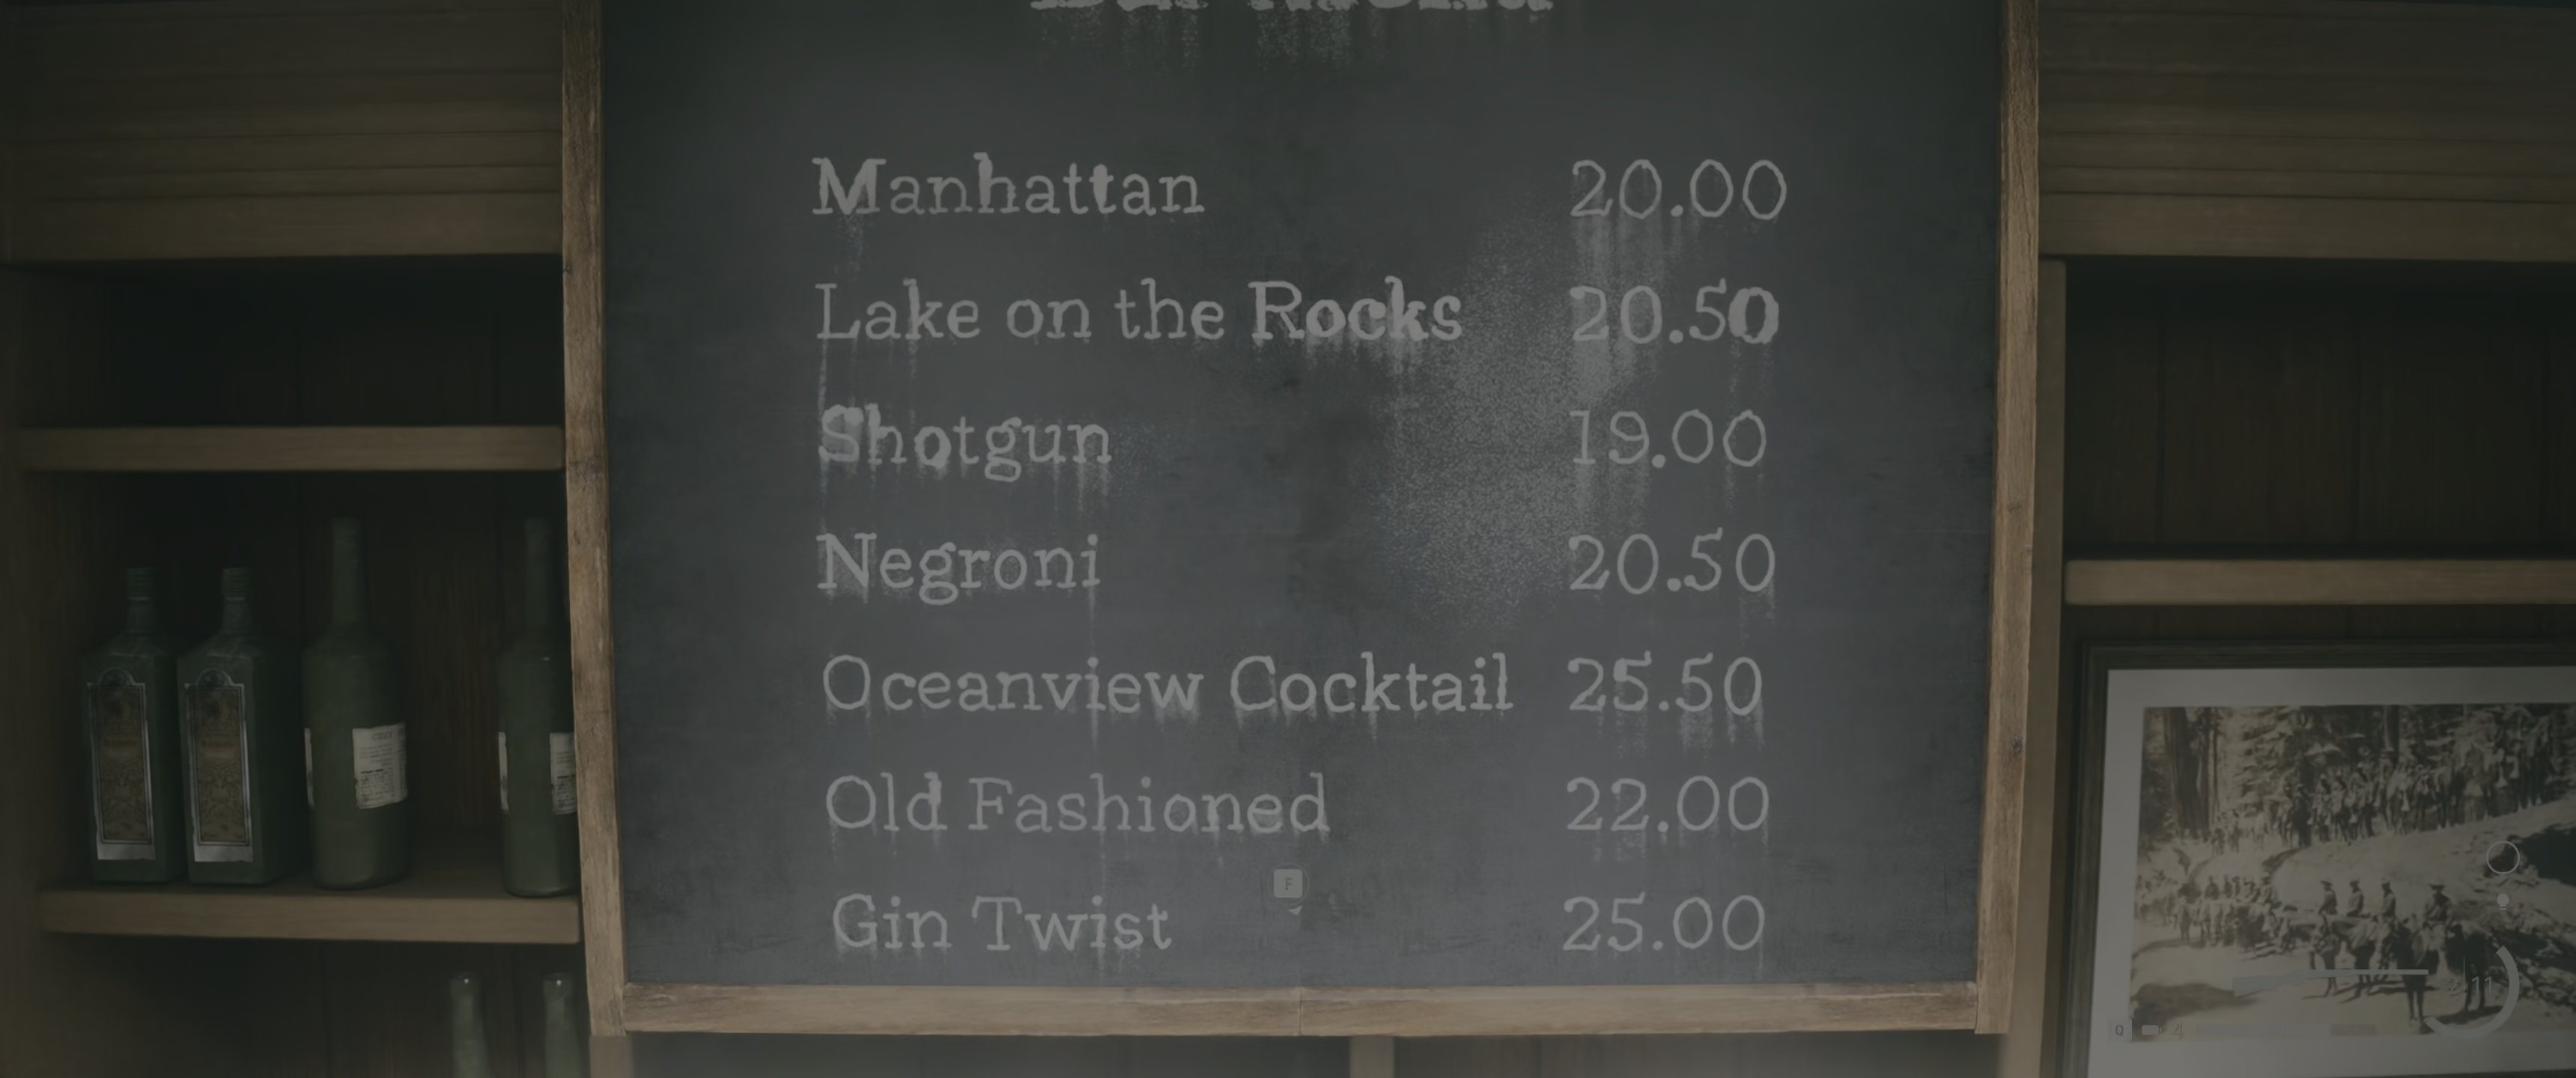 Manhattan 20.00
Lake on the Rocks 20.50
Shotgun 19.00
Negroni 20.50
Oceanview Cocktail 25.50
Old Fashioned 22.00
Gin Twist 25.00
F
Q